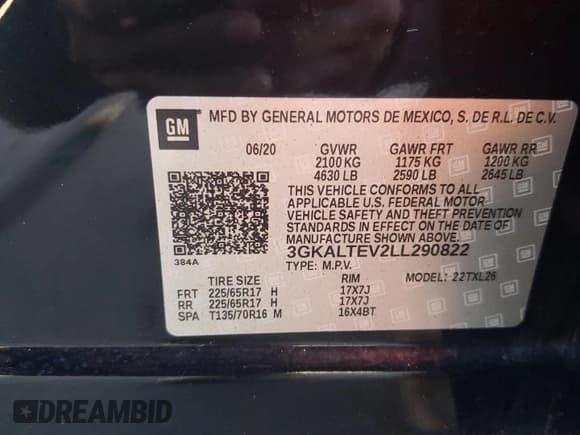 GM
MFD BY GENERAL MOTORS DE MEXICO, S. DE R.L. DE C.V.
06/20 GVWR GAWR FRT GAWR RR
2100 KG 1175 KG 1200 KG
4630 LB 2590 LB 2645 LB
THIS VEHICLE CONFORMS TO ALL
APPLICABLE U.S. FEDERAL MOTOR
VEHICLE SAFETY AND THEFT PREVENTION
STANDARDS IN EFFECT ON THE DATE OF
MANUFACTURE SHOWN ABOVE.
3GKALTEV2LL290822
384A
TYPE: M.P.V. MODEL: 22TXL26
TIRE SIZE RIM
FRT 225/65R17 H 17X7J
RR 225/65R17 H 17X7J
SPA T135/70R16 M 16X4BT
DREAMBID